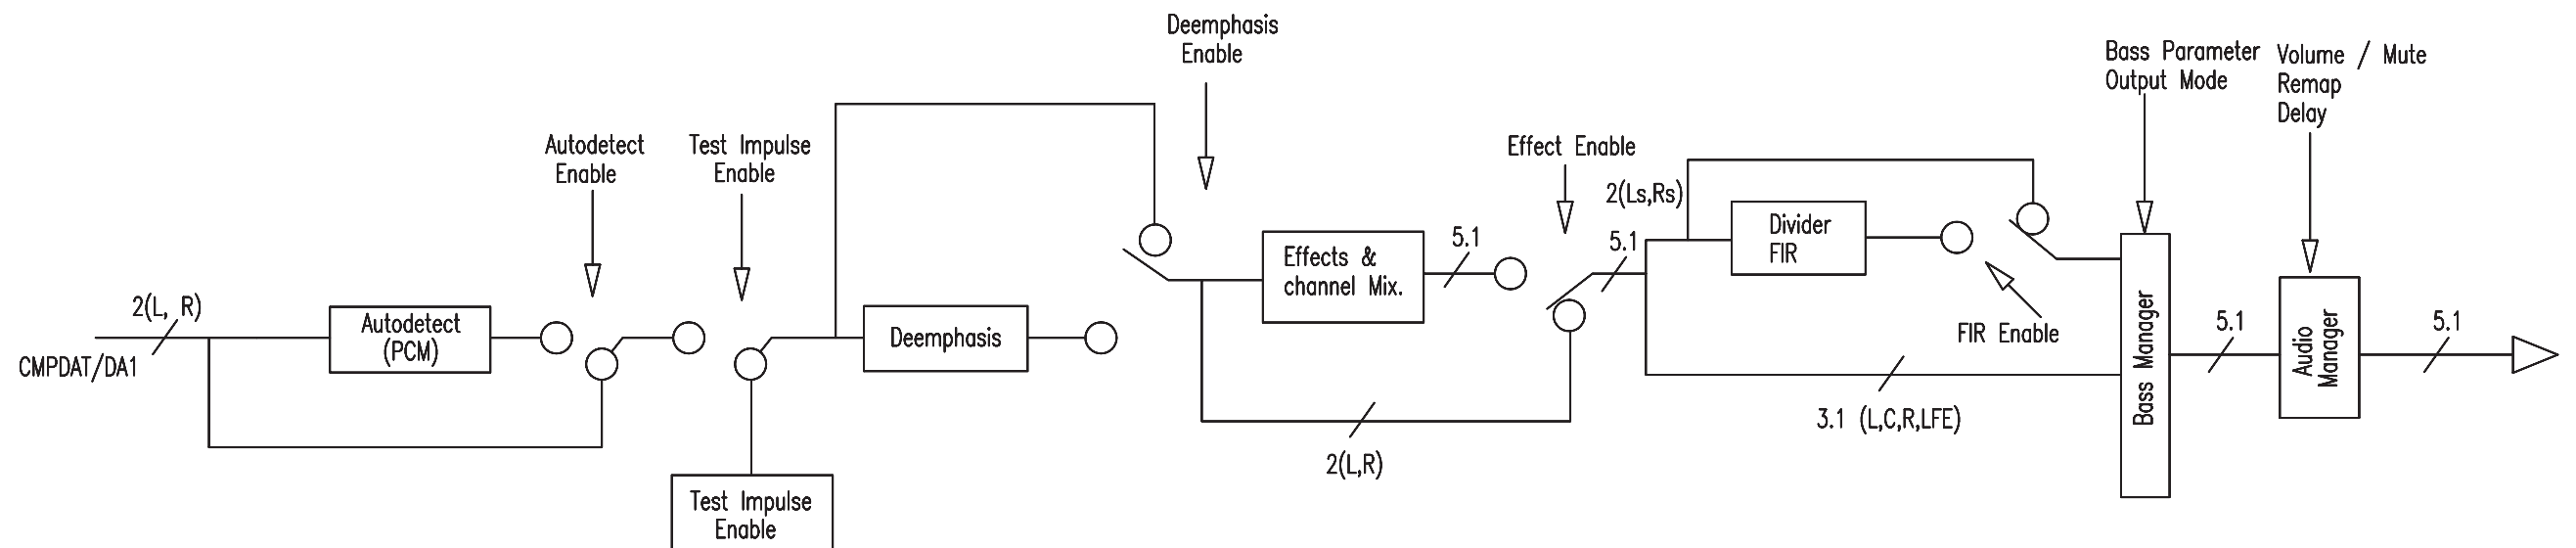 Deemphasis
Enable
Bass Parameter
Output Mode
Volume / Mute
Remap
Delay
Autodetect
Enable
Test Impulse
Enable
Effect Enable
2(Ls,Rs)
Divider
FIR
5.1
5.1
Effects &
channel Mix.
2(L, R)
Autodetect
(PCM)
CMPDAT/DA1
Deemphasis
FIR Enable
Bass Manager
5.1
Audio
Manager
5.1
3.1 (L,C,R,LFE)
2(L,R)
Test Impulse
Enable